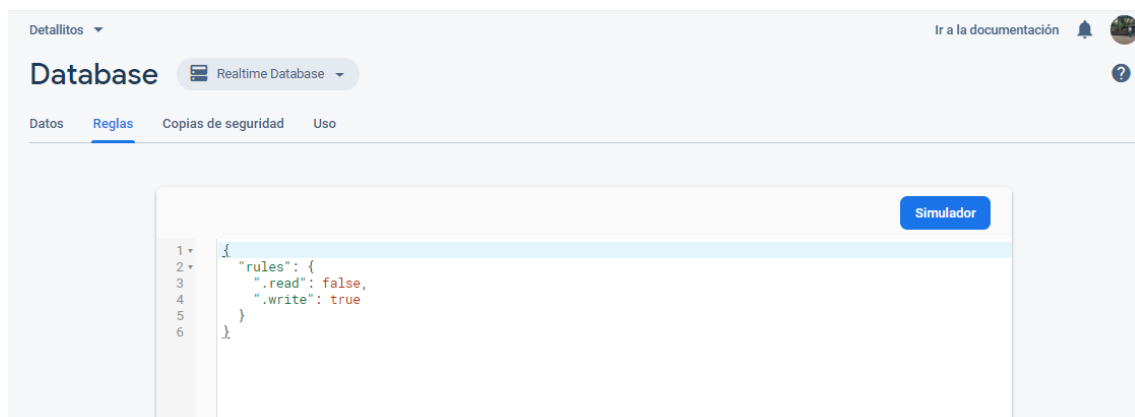 Detallitos
Ir a la documentación
Database
Realtime Database
Datos Reglas Copias de seguridad Uso
Simulador
1 {
2 "rules": {
3 ".read": false,
4 ".write": true
5 }
6 }